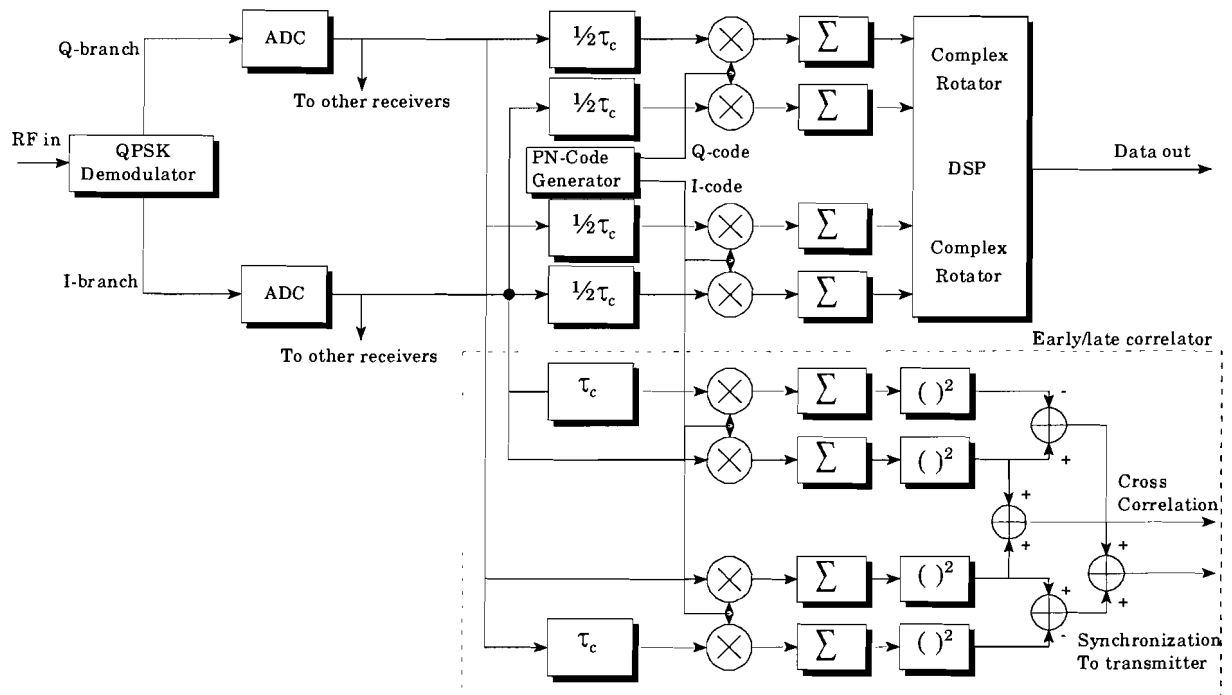 Q-branch
ADC
To other receivers
RF in
QPSK
Demodulator
I-branch
ADC
To other receivers
½τc
½τc
PN-Code
Generator
Q-code
I-code
½τc
½τc
Σ
Σ
Σ
Σ
Complex
Rotator
DSP
Complex
Rotator
Data out
Early/late correlator
τc
Σ
( )²
-
Σ
( )²
+
+
+
Cross
Correlation
Σ
( )²
+
+
+
τc
Σ
( )²
-
Synchronization
To transmitter